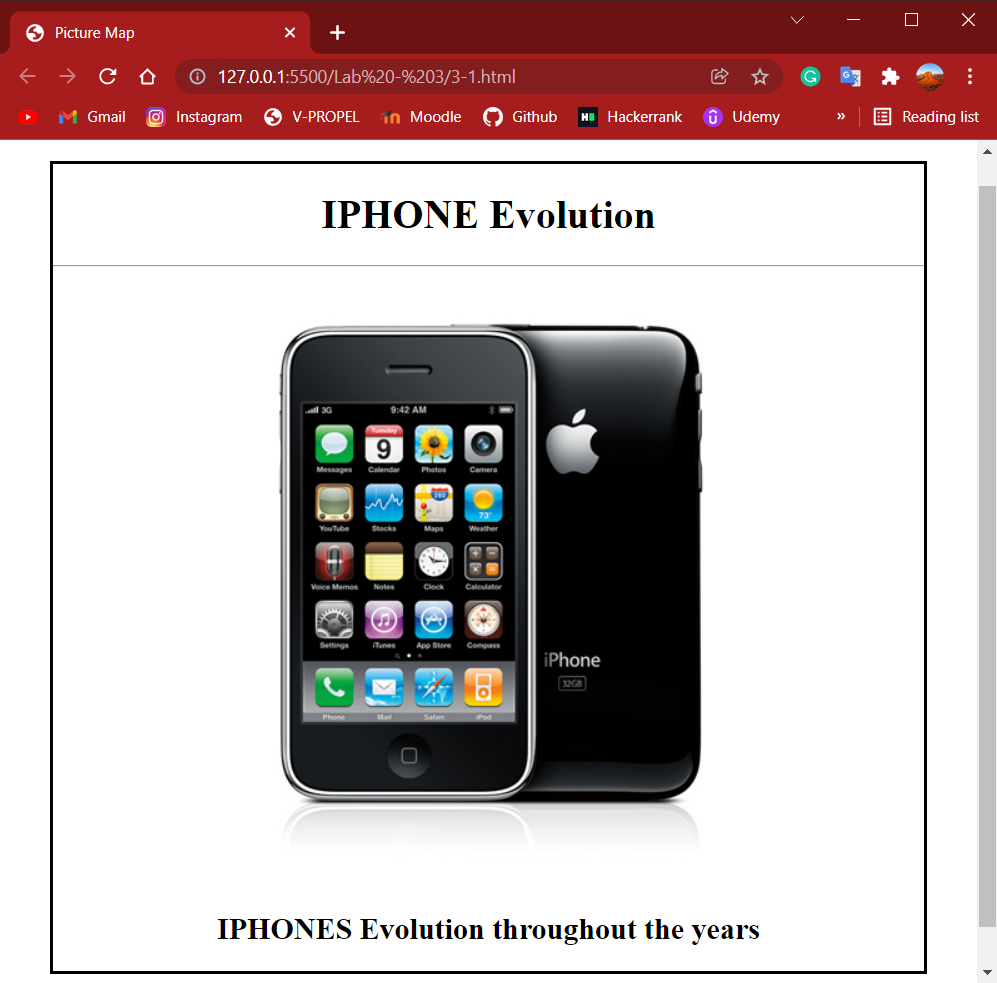 Picture Map
127.0.0.1:5500/Lab%20-%203/3-1.html
Gmail Instagram V-PROPEL Moodle Github Hackerrank Udemy » Reading list
IPHONE Evolution
3G 9:42 AM
Tuesday
9
280
Messages Calendar Photos Camera
73°
YouTube Stocks Maps Weather
Voice Memos Notes Clock Calculator
Settings iTunes App Store Compass
Phone Mail Safari iPod
iPhone
32GB
IPHONES Evolution throughout the years